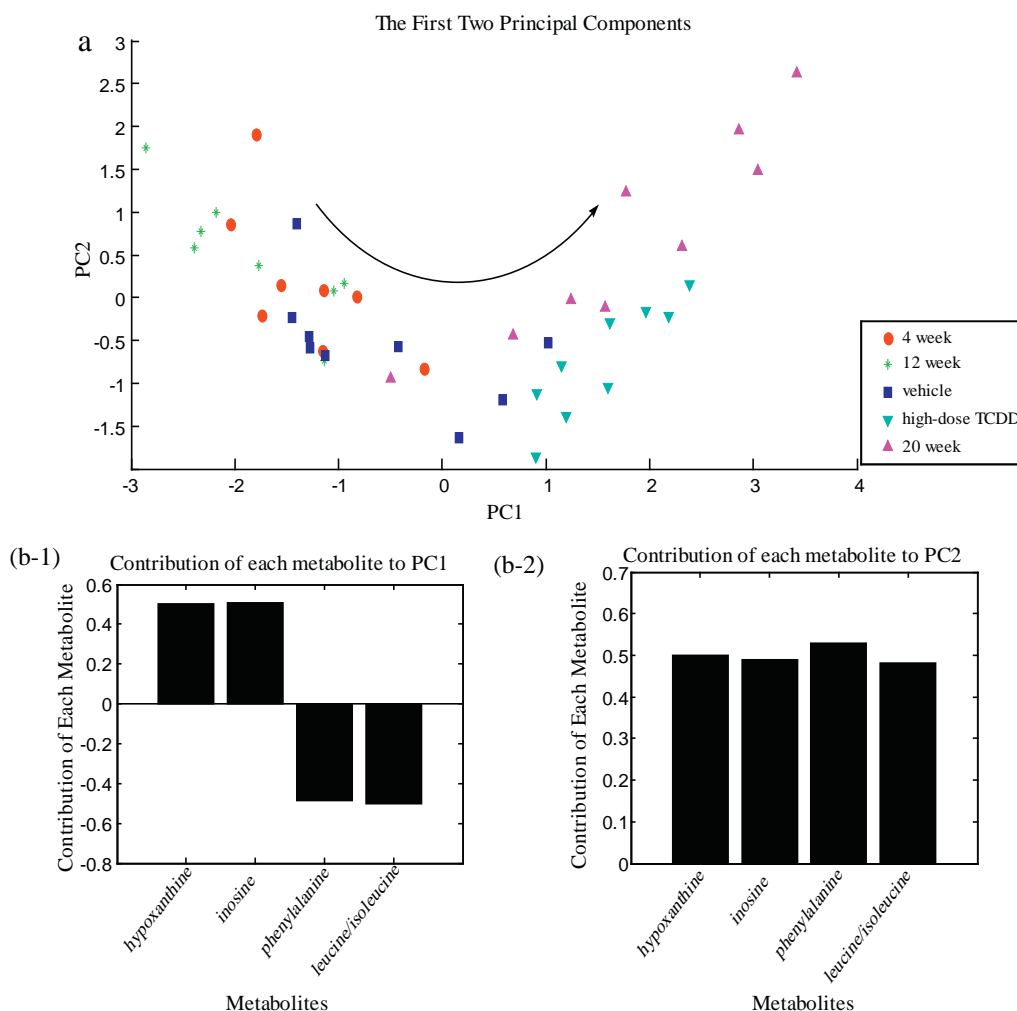 The First Two Principal Components
a
3
2.5
2
1.5
1
0.5
0
-0.5
-1
-1.5
PC2
-3
-2
-1
0
1
2
3
4
PC1
4 week
12 week
vehicle
high-dose TCDD
20 week
(b-1)
Contribution of each metabolite to PC1
0.6
0.4
0.2
0
-0.2
-0.4
-0.6
-0.8
Contribution of Each Metabolite
hypoxanthine
inosine
phenylalanine
leucine/isoleucine
Metabolites
(b-2)
Contribution of each metabolite to PC2
0.7
0.6
0.5
0.4
0.3
0.2
0.1
0
Contribution of Each Metabolite
hypoxanthine
inosine
phenylalanine
leucine/isoleucine
Metabolites